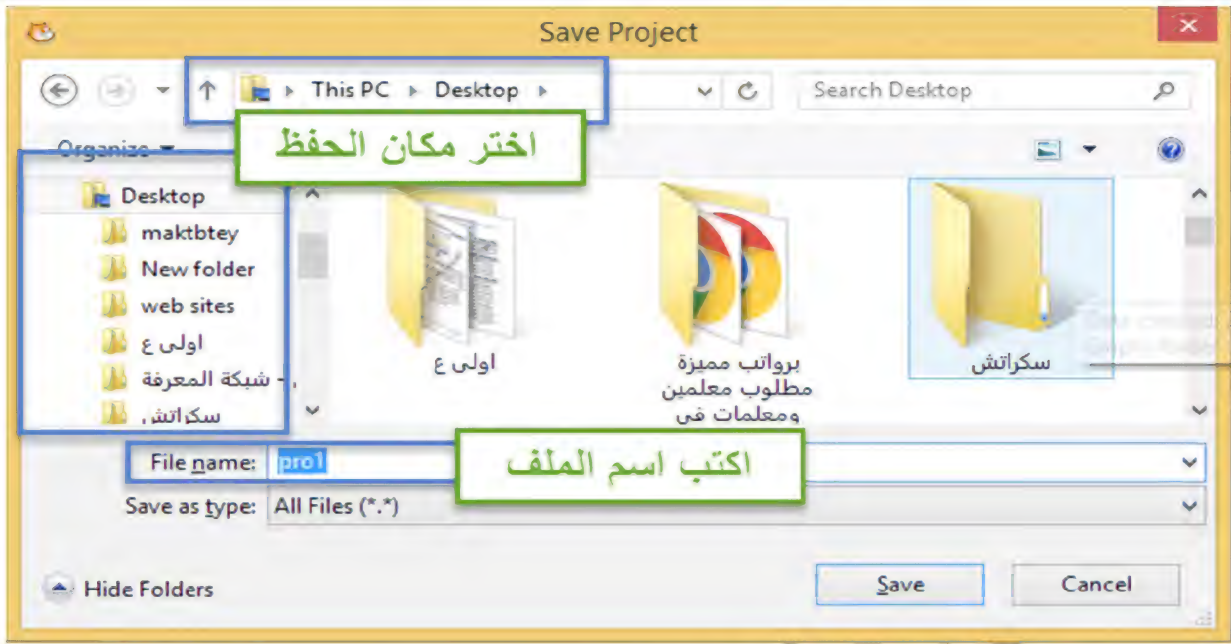 Save Project
This PC Desktop
Search Desktop
اختر مكان الحفظ
Organize
Desktop
maktbtey
New folder
web sites
اولى ع
- شبكة المعرفة
سكراتش
اولى ع
برواتب مميزة
مطلوب معلمين
ومعلمات في
سكراتش
File name: pro1
اكتب اسم الملف
Save as type: All Files (*.*)
Hide Folders
Save
Cancel